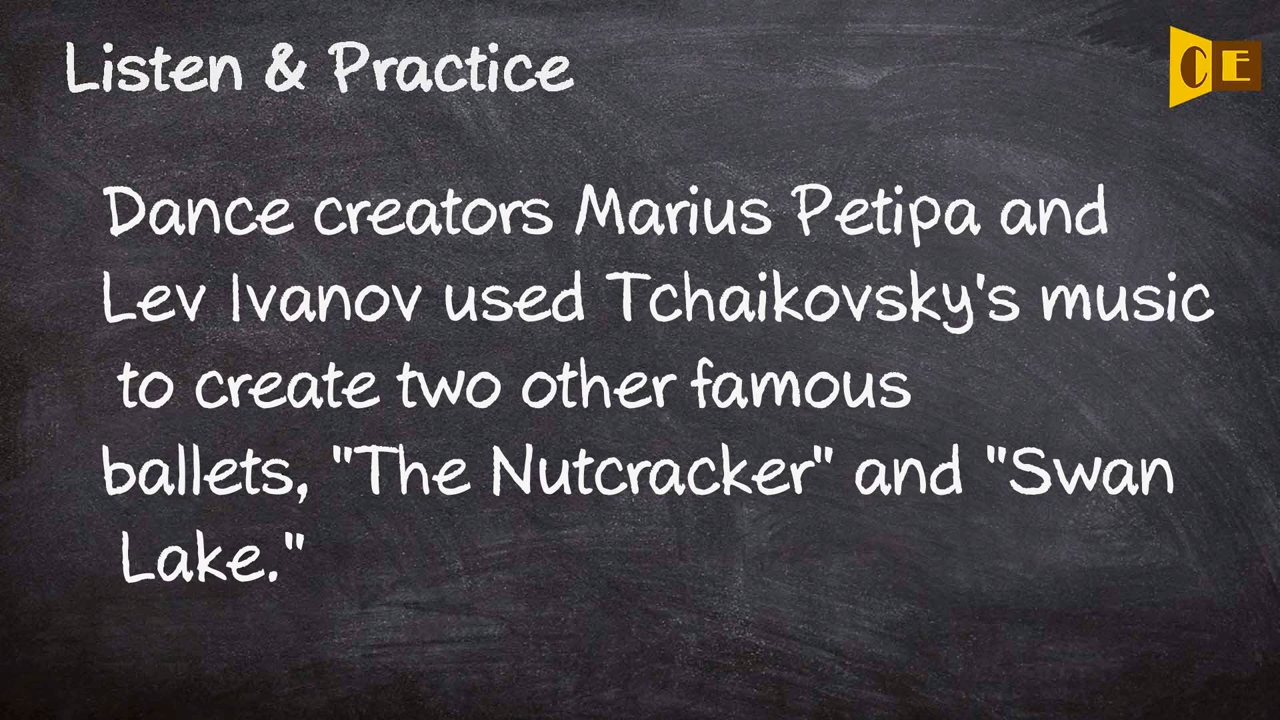 Listen & Practice
CE
Dance creators Marius Petipa and
Lev Ivanov used Tchaikovsky's music
to create two other famous
ballets, "The Nutcracker" and "Swan
Lake."